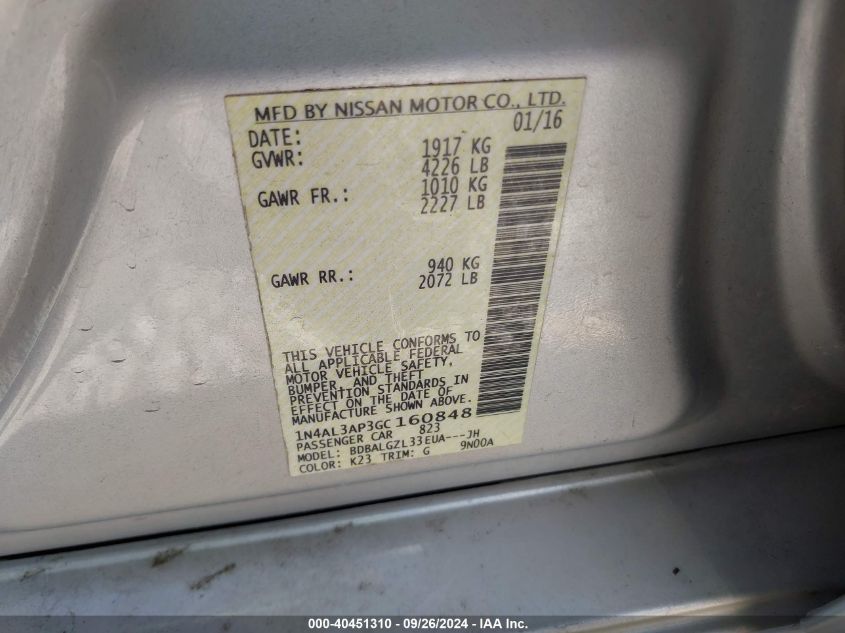 MFD BY NISSAN MOTOR CO., LTD.
DATE: 01/16
GVWR: 1917 KG
4226 LB
GAWR FR.: 1010 KG
2227 LB
GAWR RR.: 940 KG
2072 LB
THIS VEHICLE CONFORMS TO
ALL APPLICABLE FEDERAL
MOTOR VEHICLE SAFETY,
BUMPER, AND THEFT
PREVENTION STANDARDS IN
EFFECT ON THE DATE OF
MANUFACTURE SHOWN ABOVE.
1N4AL3AP3GC160848
PASSENGER CAR 823
MODEL: BDBALGZL33EUA---JH
COLOR: K23 TRIM: G 9N00A
000-40451310 - 09/26/2024 - IAA Inc.